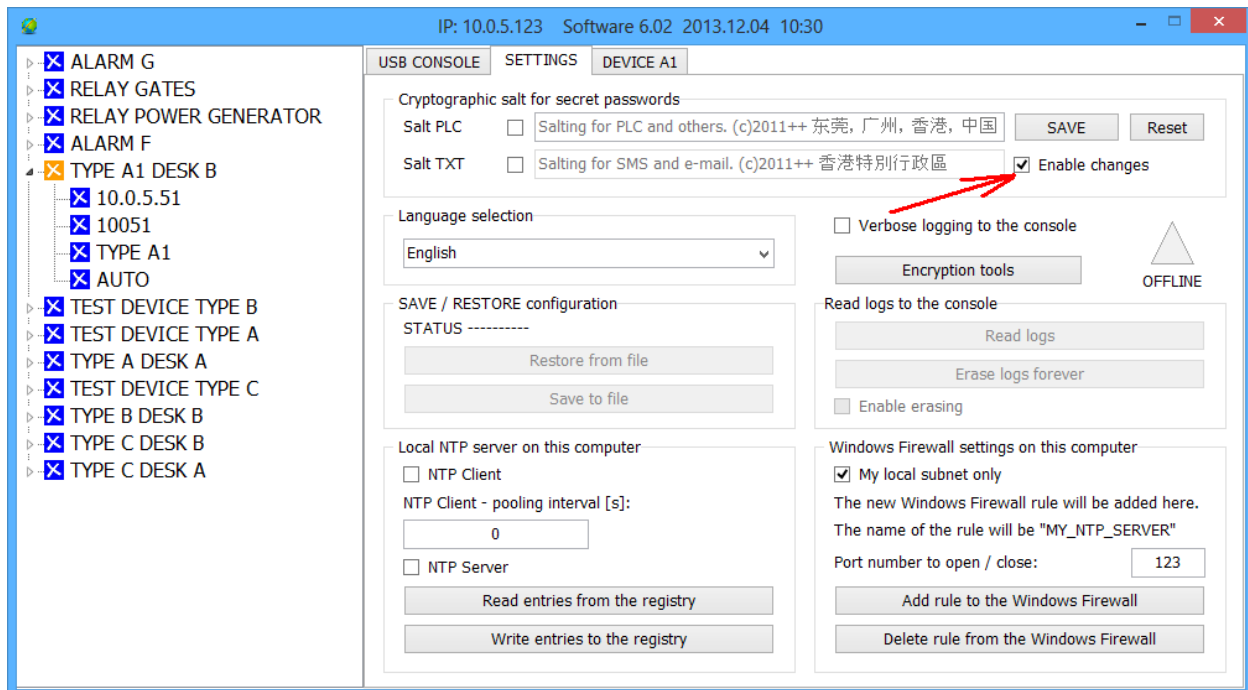 IP: 10.0.5.123 Software 6.02 2013.12.04 10:30
ALARM G
RELAY GATES
RELAY POWER GENERATOR
ALARM F
TYPE A1 DESK B
10.0.5.51
10051
TYPE A1
AUTO
TEST DEVICE TYPE B
TEST DEVICE TYPE A
TYPE A DESK A
TEST DEVICE TYPE C
TYPE B DESK B
TYPE C DESK B
TYPE C DESK A
USB CONSOLE SETTINGS DEVICE A1
Cryptographic salt for secret passwords
Salt PLC Salting for PLC and others. (c)2011++ 东莞, 广州, 香港, 中国 SAVE Reset
Salt TXT Salting for SMS and e-mail. (c)2011++ 香港特別行政區 Enable changes
Language selection
English
Verbose logging to the console
Encryption tools
OFFLINE
SAVE / RESTORE configuration
STATUS ----------
Restore from file
Save to file
Read logs to the console
Read logs
Erase logs forever
Enable erasing
Local NTP server on this computer
NTP Client
NTP Client - pooling interval [s]:
0
NTP Server
Read entries from the registry
Write entries to the registry
Windows Firewall settings on this computer
My local subnet only
The new Windows Firewall rule will be added here.
The name of the rule will be "MY_NTP_SERVER"
Port number to open / close: 123
Add rule to the Windows Firewall
Delete rule from the Windows Firewall